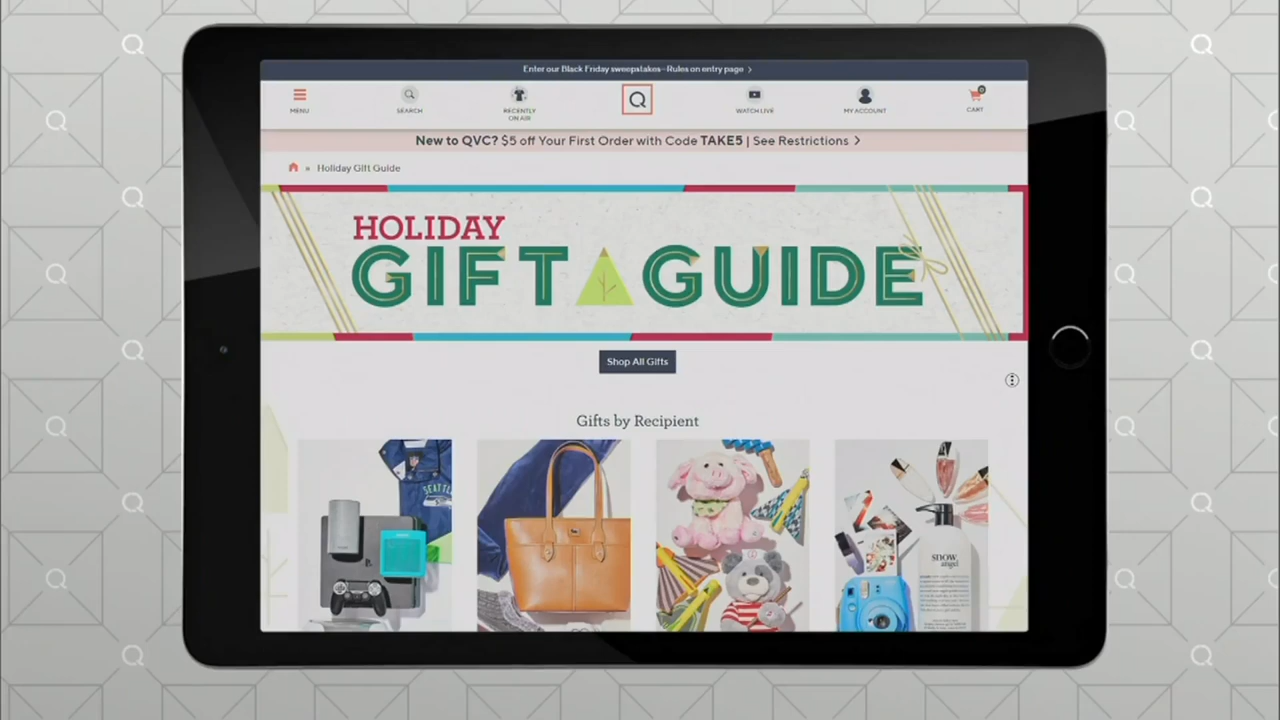 Enter our Black Friday sweepstakes–Rules on entry page >
MENU
SEARCH
RECENTLY
ON AIR
Q
WATCH LIVE
MY ACCOUNT
0
CART
New to QVC? $5 off Your First Order with Code TAKE5 | See Restrictions >
» Holiday Gift Guide
HOLIDAY
GIFT GUIDE
Shop All Gifts
Gifts by Recipient
SEATTLE
snow
angel